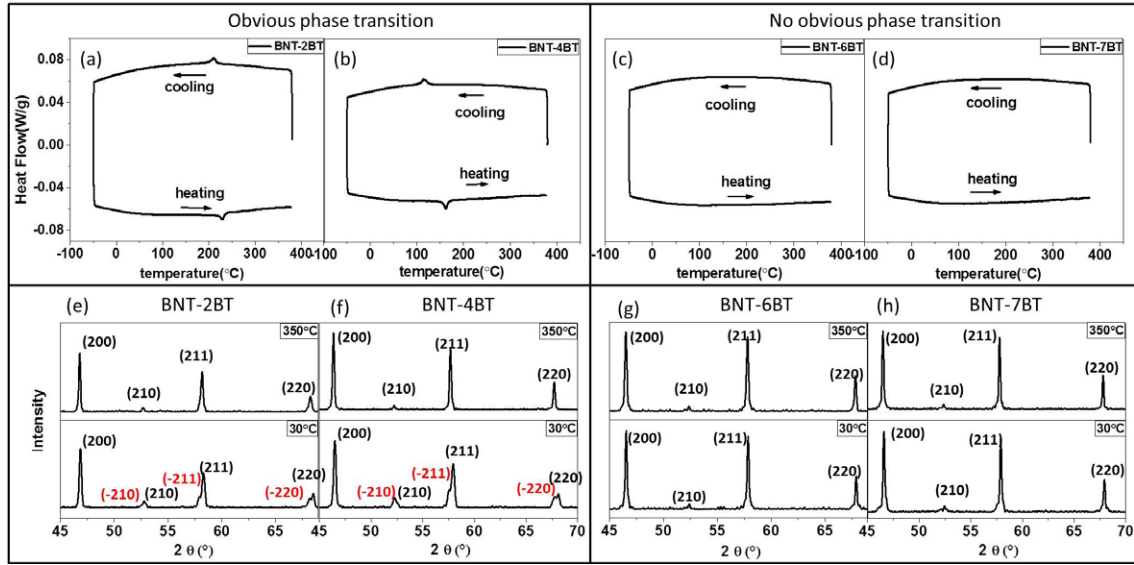 Obvious phase transition
No obvious phase transition
(a)
BNT-2BT
cooling
heating
(b)
BNT-4BT
cooling
heating
(c)
BNT-6BT
cooling
heating
(d)
BNT-7BT
cooling
heating
Heat Flow(W/g)
0.08
0.04
0.00
-0.04
-0.08
-100 0 100 200 300 400
-100 0 100 200 300 400
-100 0 100 200 300 400
-100 0 100 200 300 400
temperature(°C)
temperature(°C)
temperature(°C)
temperature(°C)
(e) BNT-2BT
(f) BNT-4BT
(g) BNT-6BT
(h) BNT-7BT
Intensity
350°C
(200) (210) (211) (220)
350°C
(200) (210) (211) (220)
350°C
(200) (210) (211) (220)
350°C
(200) (210) (211) (220)
30°C
(200) (-210) (210) (-211) (211) (-220) (220)
30°C
(200) (-210) (210) (-211) (211) (-220) (220)
30°C
(200) (210) (211) (220)
30°C
(200) (210) (211) (220)
45 50 55 60 65
45 50 55 60 65 70
45 50 55 60 65
45 50 55 60 65 70
2 θ (°)
2 θ (°)
2 θ (°)
2 θ (°)